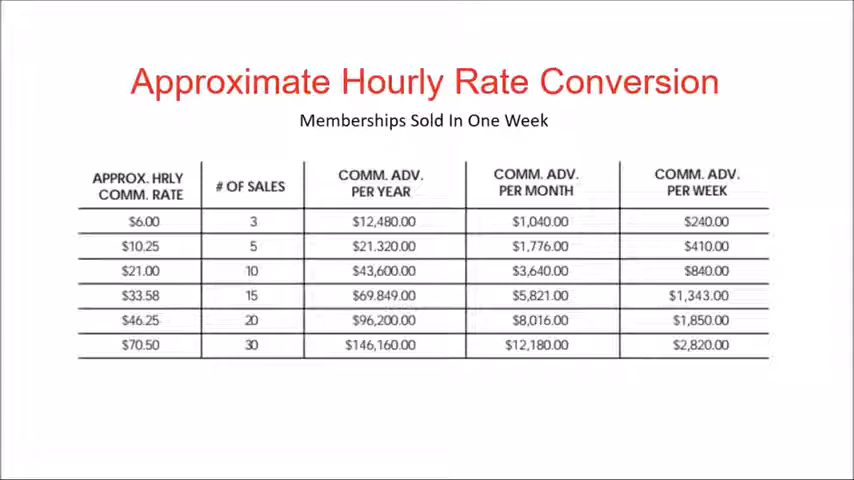 Approximate Hourly Rate Conversion
Memberships Sold In One Week
APPROX. HRLY COMM. RATE # OF SALES COMM. ADV. PER YEAR COMM. ADV. PER MONTH COMM. ADV. PER WEEK
$6.00 3 $12,480.00 $1,040.00 $240.00
$10.25 5 $21.320.00 $1,776.00 $410.00
$21.00 10 $43,600.00 $3,640.00 $840.00
$33.58 15 $69.849.00 $5,821.00 $1,343.00
$46.25 20 $96,200.00 $8,016.00 $1,850.00
$70.50 30 $146,160.00 $12,180.00 $2,820.00